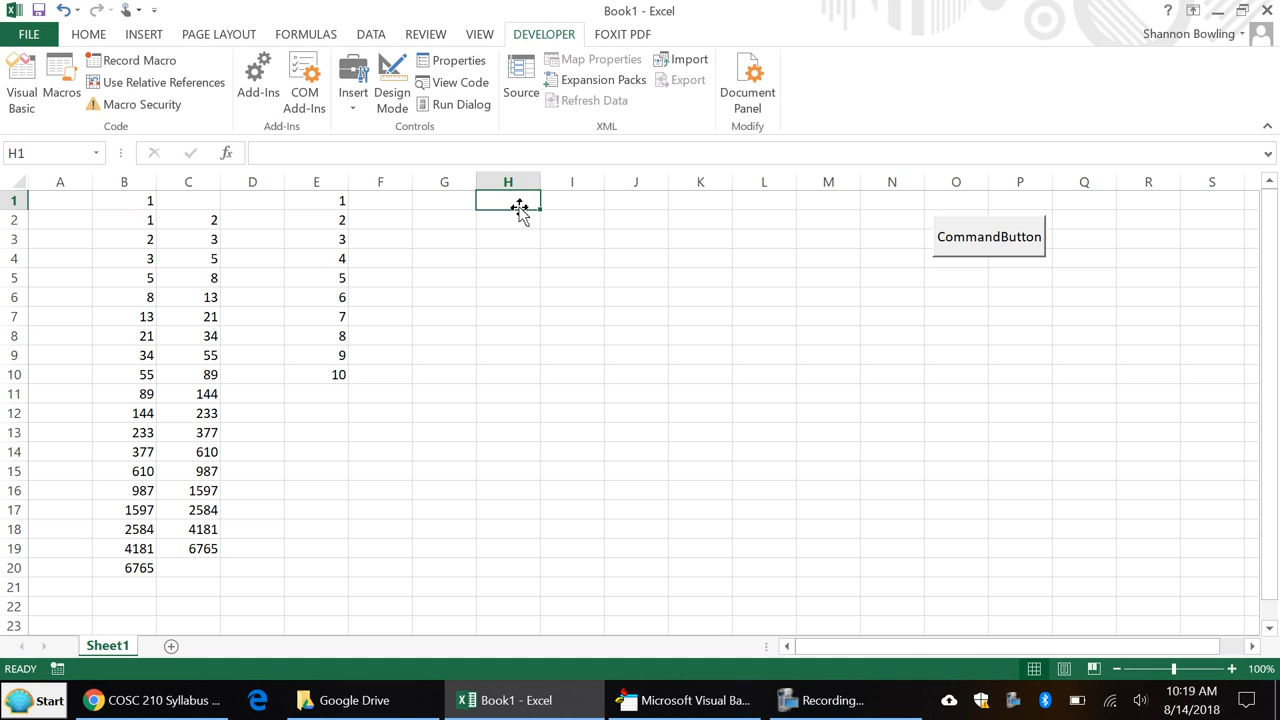 Book1 - Excel
FILE HOME INSERT PAGE LAYOUT FORMULAS DATA REVIEW VIEW DEVELOPER FOXIT PDF Shannon Bowling
Visual Basic
Macros
Record Macro
Use Relative References
Macro Security
Code
Add-Ins
COM Add-Ins
Add-Ins
Insert
Design Mode
Properties
View Code
Run Dialog
Controls
Source
Map Properties
Expansion Packs
Refresh Data
Import
Export
XML
Document Panel
Modify
H1 fx
A B C D E F G H I J K L M N O P Q R S
1 1 1
2 1 2 2
3 2 3 3
CommandButton
4 3 5 4
5 5 8 5
6 8 13 6
7 13 21 7
8 21 34 8
9 34 55 9
10 55 89 10
11 89 144
12 144 233
13 233 377
14 377 610
15 610 987
16 987 1597
17 1597 2584
18 2584 4181
19 4181 6765
20 6765
21
22
23
Sheet1
READY 100%
Start COSC 210 Syllabus ... Google Drive Book1 - Excel Microsoft Visual Ba... Recording... 10:19 AM
8/14/2018